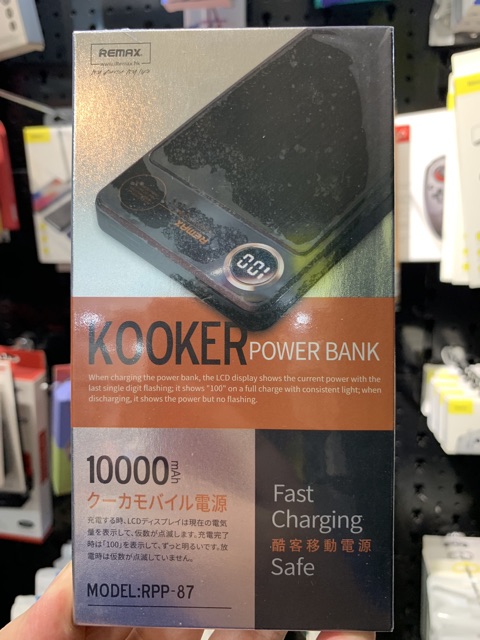 REMAX
www.iremax.hk
KOOKER POWER BANK
When charging the power bank, the LCD display shows the current power with the
last single digit flashing; it shows "100" on a full charge with consistent light; when
discharging, it shows the power but no flashing.
10000mAh
クーカモバイル電源
充電する時、LCDディスプレイは現在の電気
量を表示して、仮数が点滅します。充電完了
時は「100」を表示して、ずっと明るいです。放
電時は仮数が点滅していません。
MODEL:RPP-87
Fast
Charging
酷客移動電源
Safe
REMAX
100